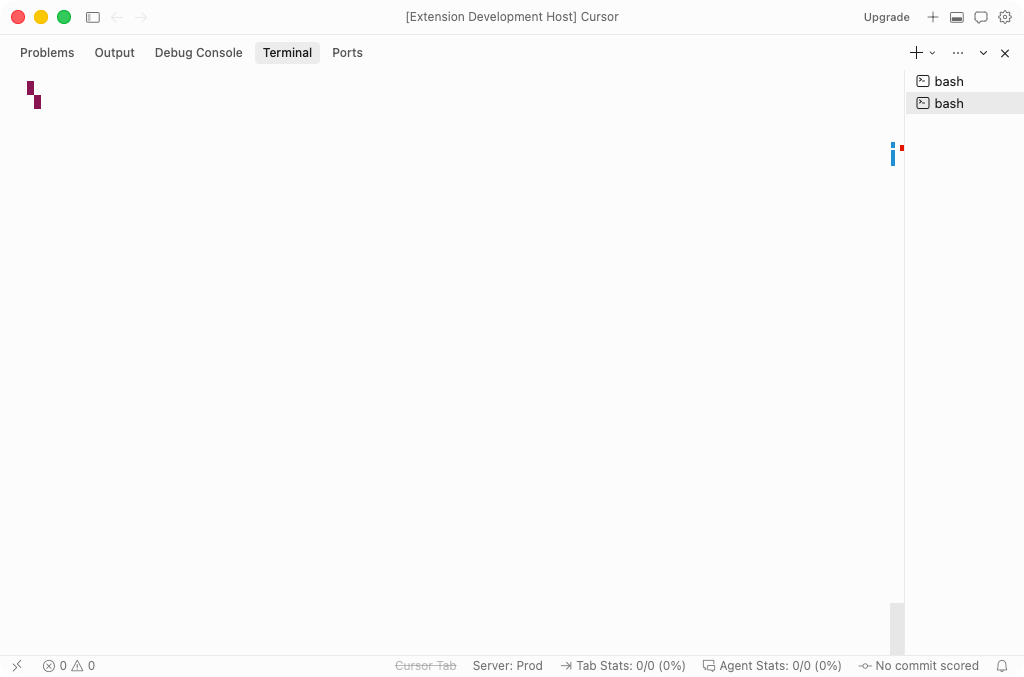 [Extension Development Host] Cursor
Upgrade
Problems
Output
Debug Console
Terminal
Ports
bash
bash
0
0
Cursor Tab
Server: Prod
Tab Stats: 0/0 (0%)
Agent Stats: 0/0 (0%)
No commit scored